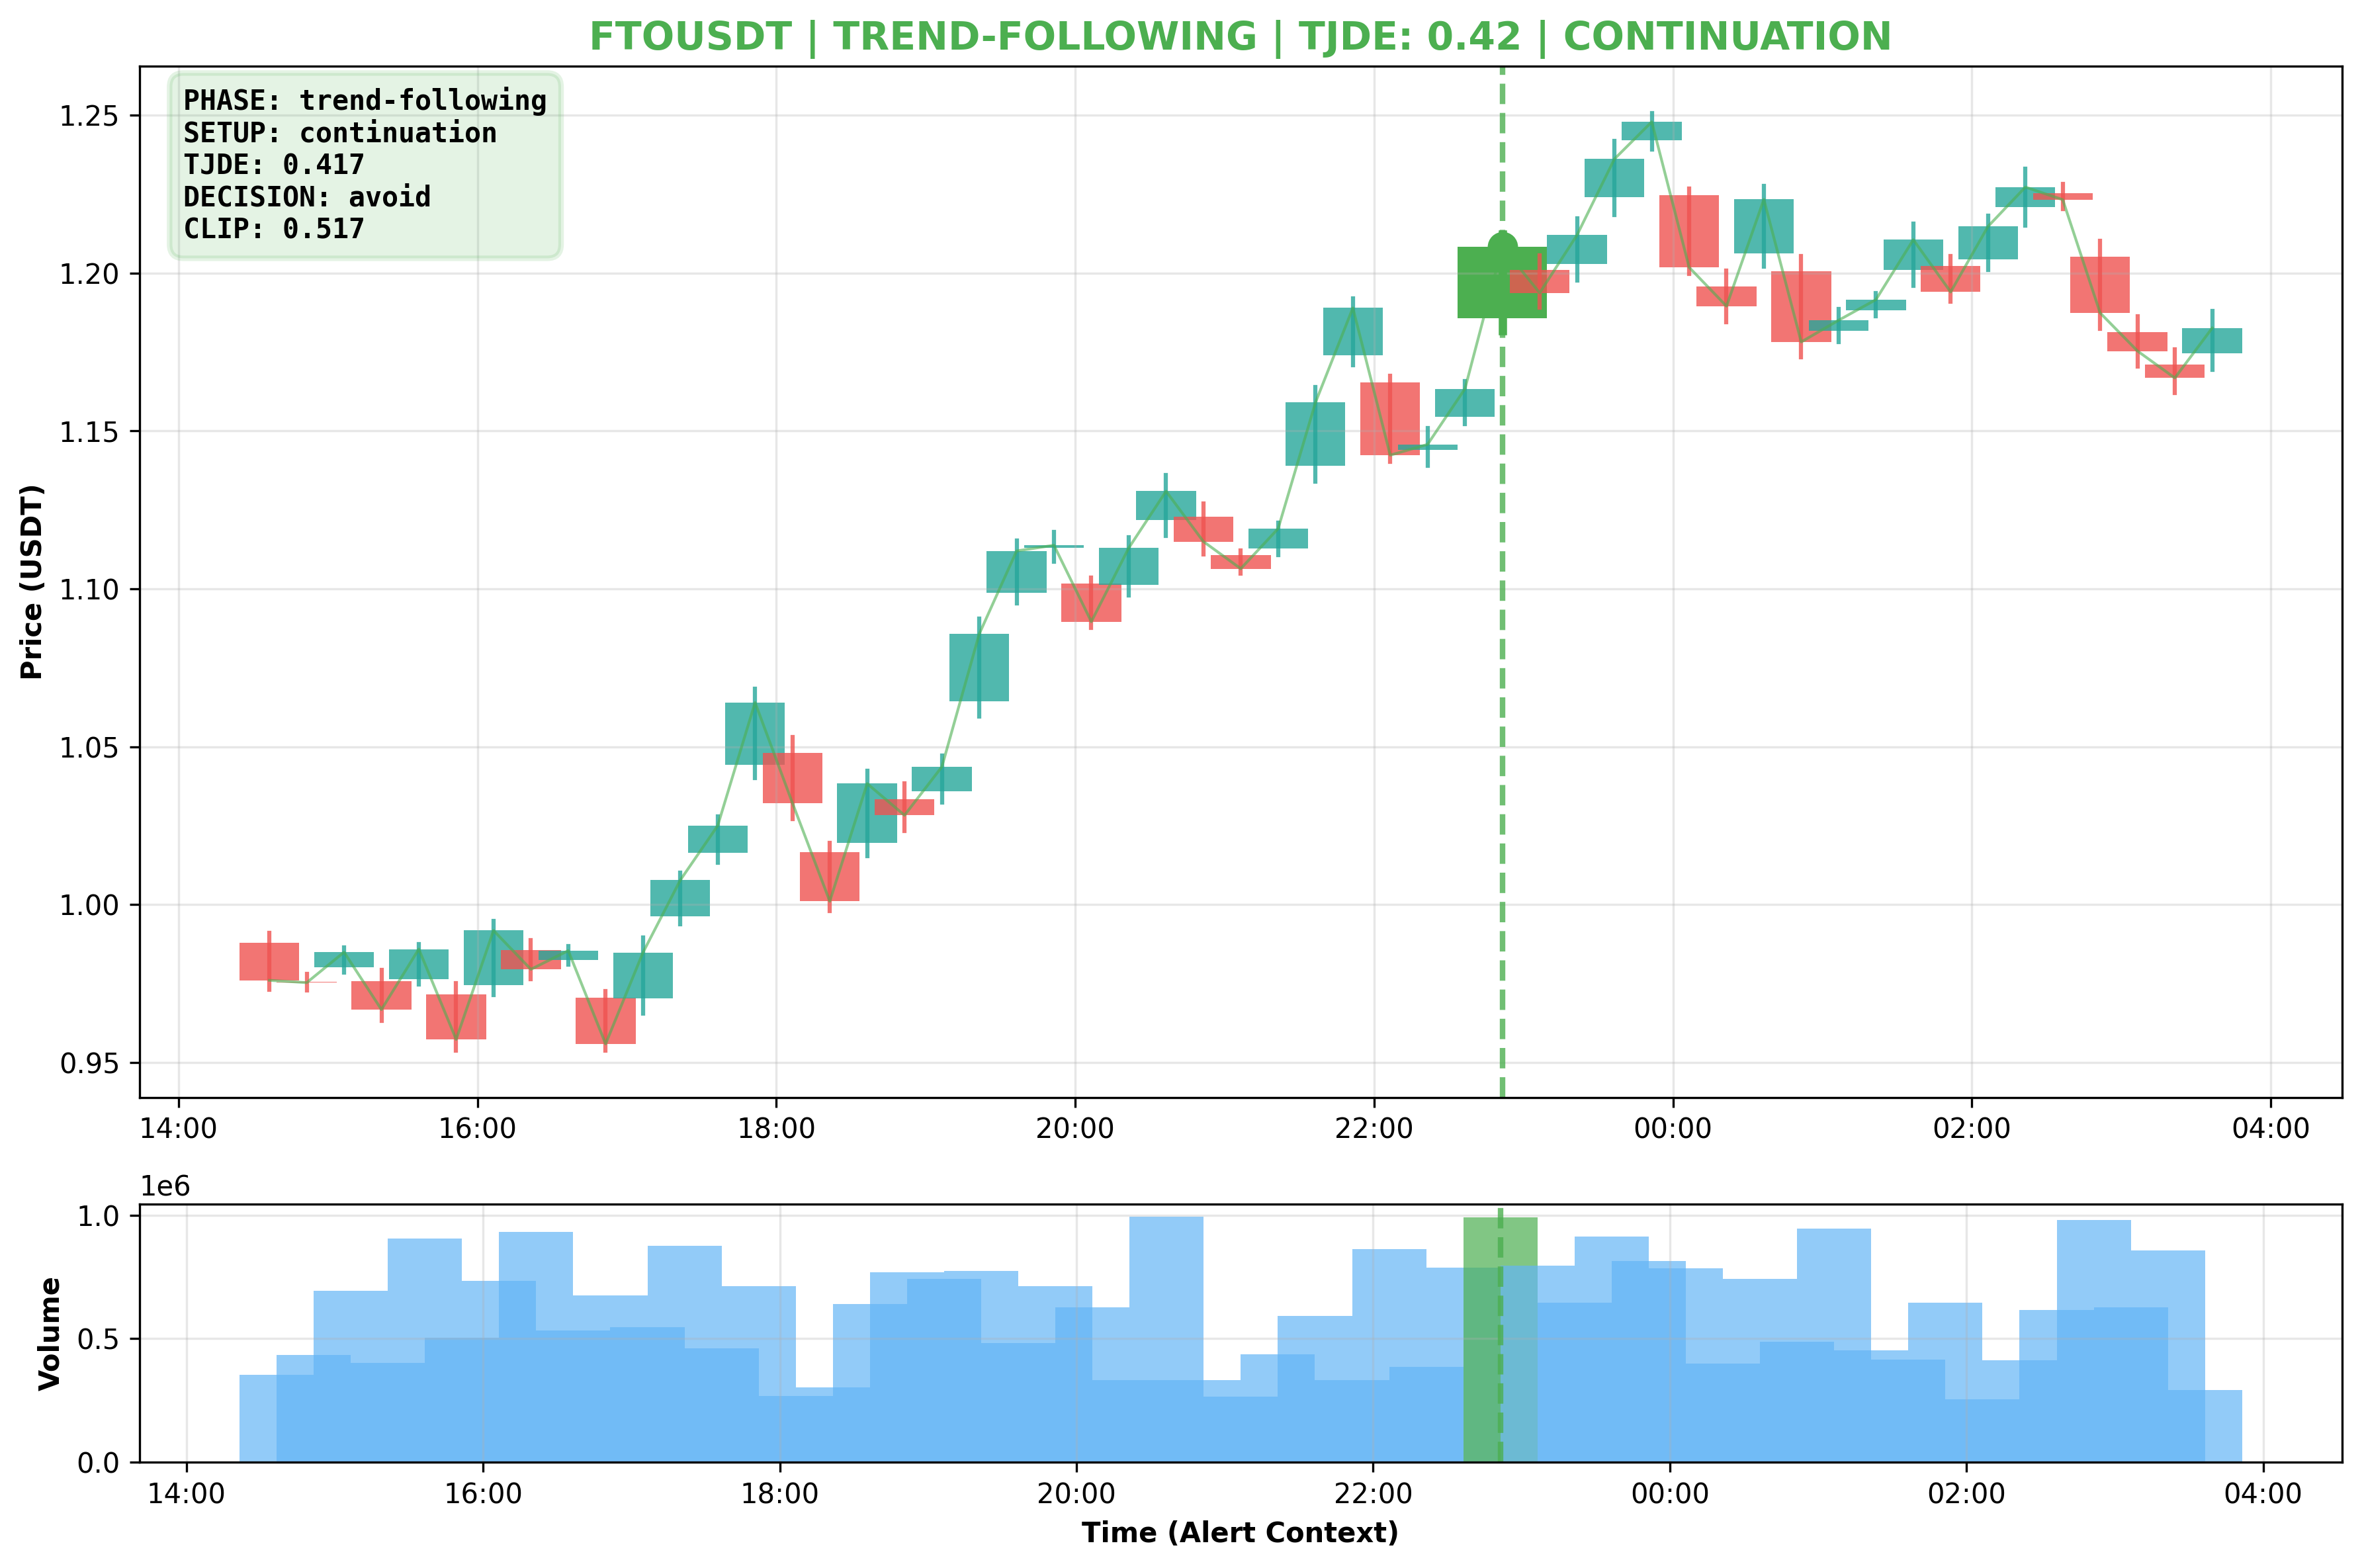 FTOUSDT | TREND-FOLLOWING | TJDE: 0.42 | CONTINUATION
PHASE: trend-following
SETUP: continuation
TJDE: 0.417
DECISION: avoid
CLIP: 0.517
Price (USDT)
1.25
1.20
1.15
1.10
1.05
1.00
0.95
14:00 16:00 18:00 20:00 22:00 00:00 02:00 04:00
1e6
Volume
1.0
0.5
0.0
14:00 16:00 18:00 20:00 22:00 00:00 02:00 04:00
Time (Alert Context)